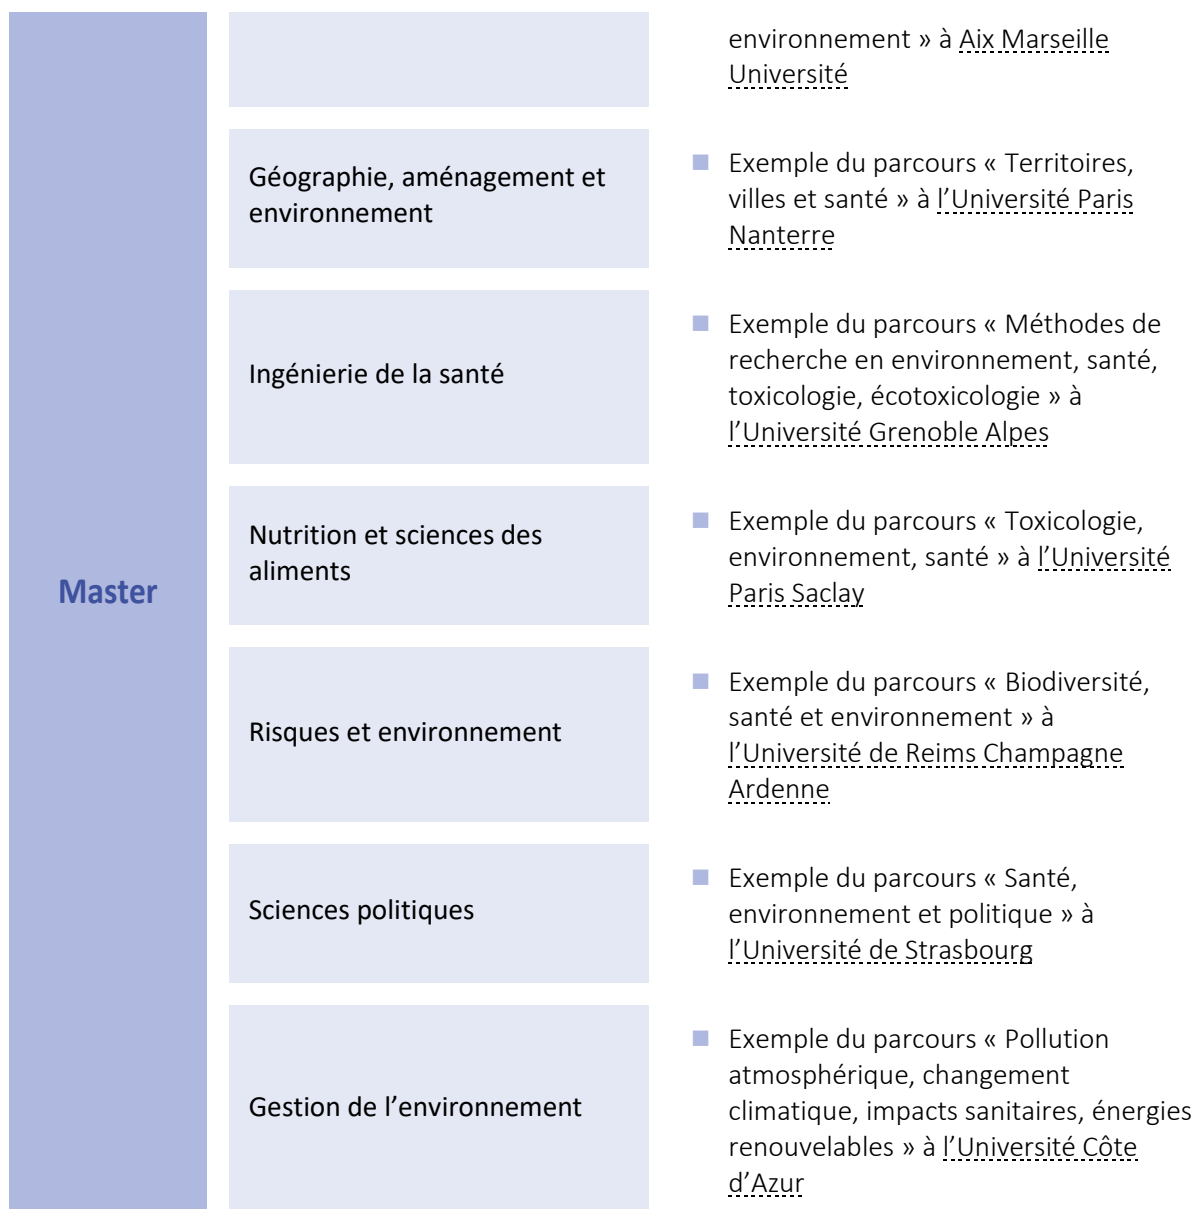 environnement » à Aix Marseille
Université
Géographie, aménagement et
environnement
Exemple du parcours « Territoires,
villes et santé » à l’Université Paris
Nanterre
Ingénierie de la santé
Exemple du parcours « Méthodes de
recherche en environnement, santé,
toxicologie, écotoxicologie » à
l’Université Grenoble Alpes
Master
Nutrition et sciences des
aliments
Exemple du parcours « Toxicologie,
environnement, santé » à l’Université
Paris Saclay
Risques et environnement
Exemple du parcours « Biodiversité,
santé et environnement » à
l’Université de Reims Champagne
Ardenne
Sciences politiques
Exemple du parcours « Santé,
environnement et politique » à
l’Université de Strasbourg
Gestion de l’environnement
Exemple du parcours « Pollution
atmosphérique, changement
climatique, impacts sanitaires, énergies
renouvelables » à l’Université Côte
d’Azur